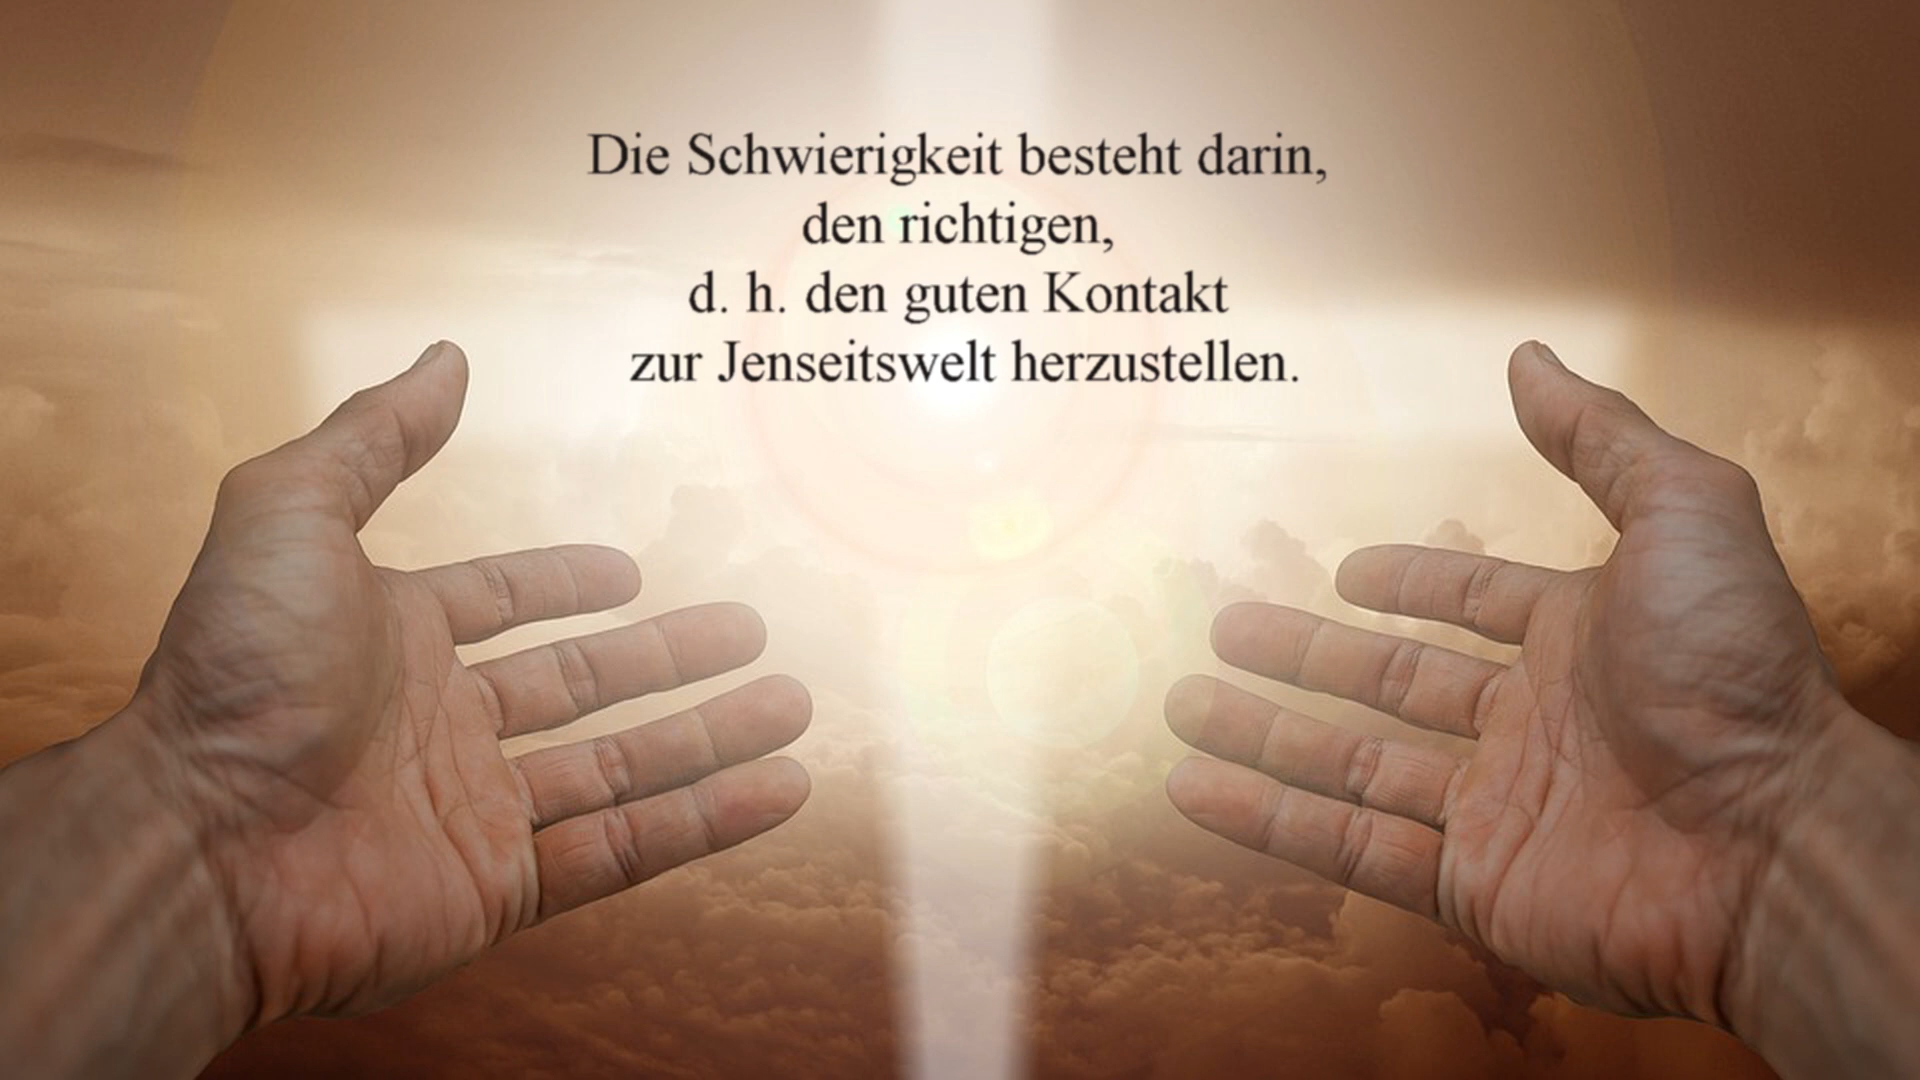 Die Schwierigkeit besteht darin,
den richtigen,
d. h. den guten Kontakt
zur Jenseitswelt herzustellen.